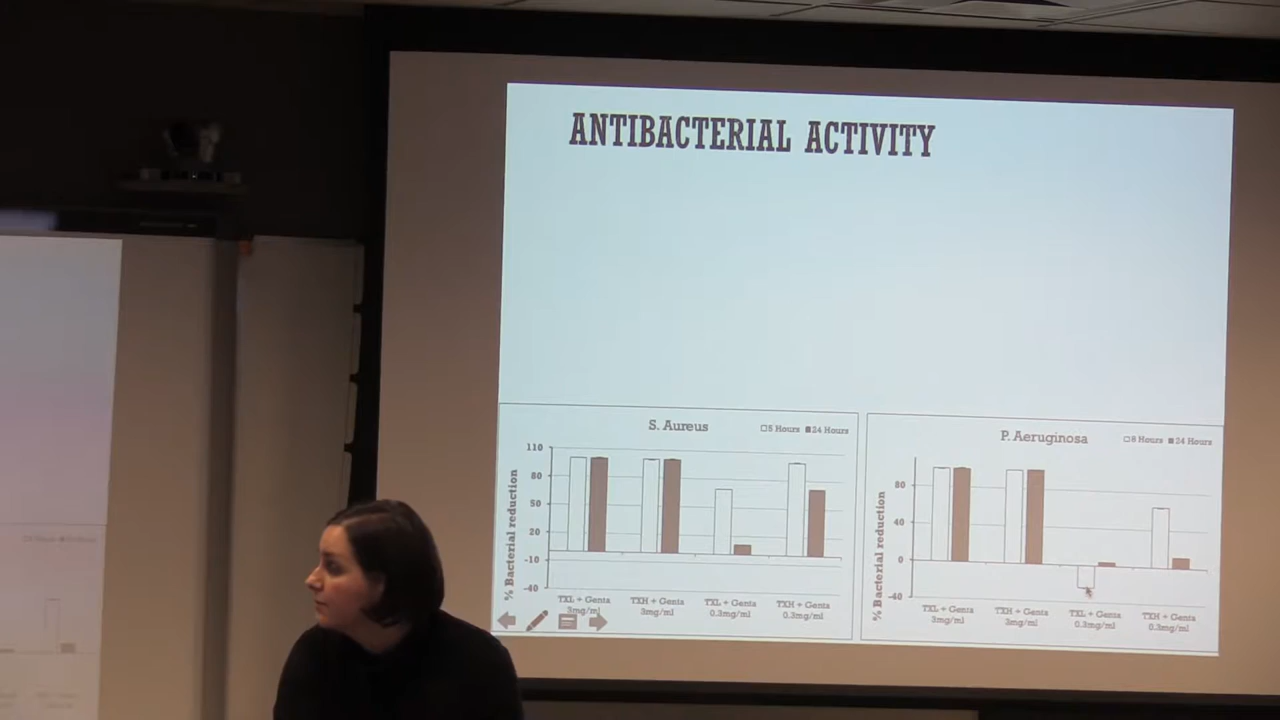 ANTIBACTERIAL ACTIVITY
S. Aureus
8 Hours 24 Hours
% Bacterial reduction
110
80
50
20
-10
-40
TXL + Genta 3mg/ml
TXH + Genta 3mg/ml
TXL + Genta 0.3mg/ml
TXH + Genta 0.3mg/ml
P. Aeruginosa
8 Hours 24 Hours
% Bacterial reduction
80
40
0
-40
TXL + Genta 3mg/ml
TXH + Genta 3mg/ml
TXL + Genta 0.3mg/ml
TXH + Genta 0.3mg/ml